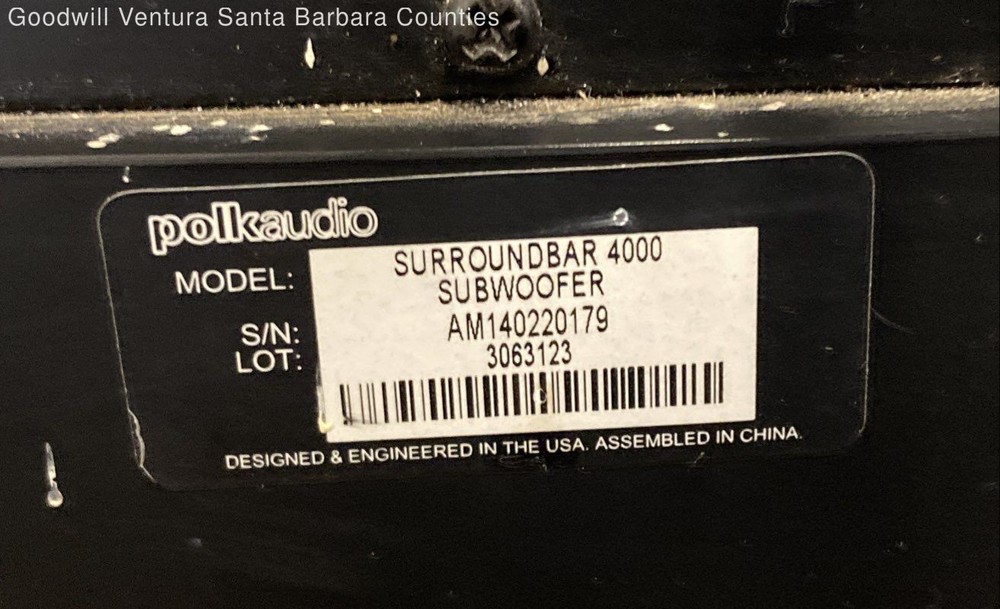 Goodwill Ventura Santa Barbara Counties
polkaudio
MODEL: SURROUNDBAR 4000
SUBWOOFER
S/N: AM140220179
LOT: 3063123
DESIGNED & ENGINEERED IN THE USA. ASSEMBLED IN CHINA.